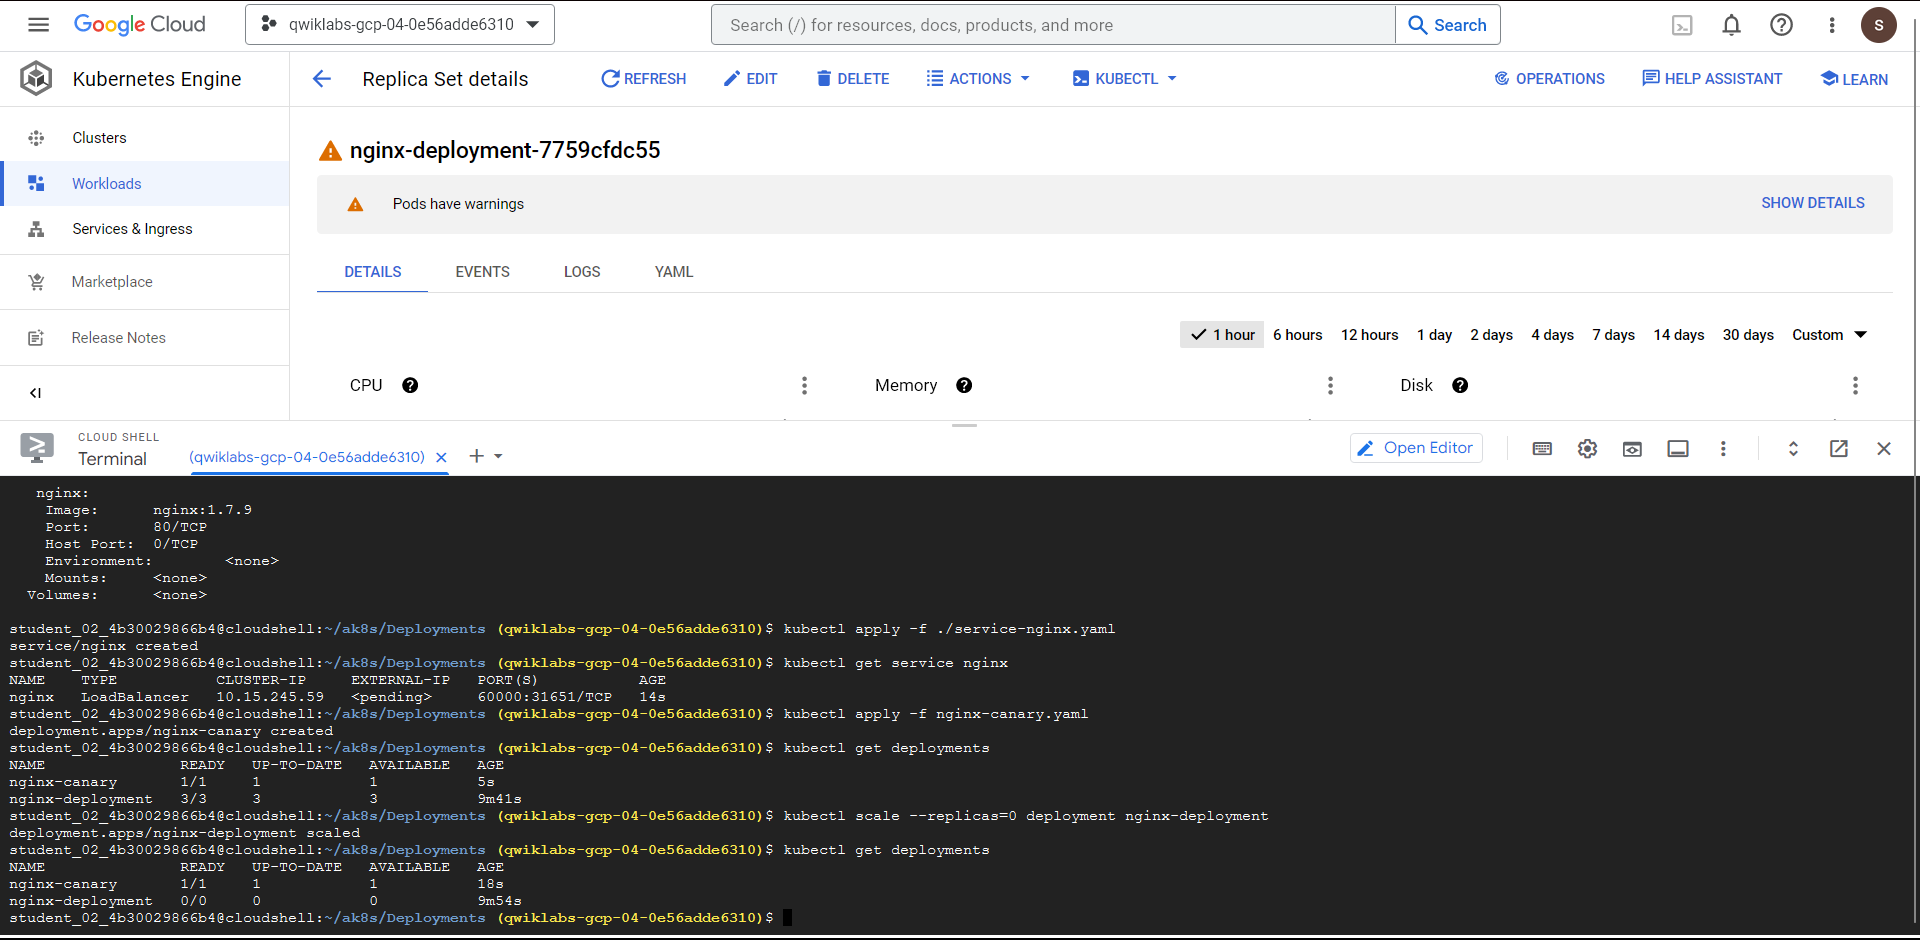 Google Cloud qwiklabs-gcp-04-0e56adde6310 Search (/) for resources, docs, products, and more Search S
Kubernetes Engine Replica Set details REFRESH EDIT DELETE ACTIONS KUBECTL OPERATIONS HELP ASSISTANT LEARN
Clusters
Workloads
Services & Ingress
Marketplace
Release Notes
nginx-deployment-7759cfdc55
Pods have warnings SHOW DETAILS
DETAILS EVENTS LOGS YAML
1 hour 6 hours 12 hours 1 day 2 days 4 days 7 days 14 days 30 days Custom
CPU Memory Disk
CLOUD SHELL
Terminal (qwiklabs-gcp-04-0e56adde6310) Open Editor
nginx:
Image: nginx:1.7.9
Port: 80/TCP
Host Port: 0/TCP
Environment: <none>
Mounts: <none>
Volumes: <none>
student_02_4b30029866b4@cloudshell:~/ak8s/Deployments (qwiklabs-gcp-04-0e56adde6310)$ kubectl apply -f ./service-nginx.yaml
service/nginx created
student_02_4b30029866b4@cloudshell:~/ak8s/Deployments (qwiklabs-gcp-04-0e56adde6310)$ kubectl get service nginx
NAME TYPE CLUSTER-IP EXTERNAL-IP PORT(S) AGE
nginx LoadBalancer 10.15.245.59 <pending> 60000:31651/TCP 14s
student_02_4b30029866b4@cloudshell:~/ak8s/Deployments (qwiklabs-gcp-04-0e56adde6310)$ kubectl apply -f nginx-canary.yaml
deployment.apps/nginx-canary created
student_02_4b30029866b4@cloudshell:~/ak8s/Deployments (qwiklabs-gcp-04-0e56adde6310)$ kubectl get deployments
NAME READY UP-TO-DATE AVAILABLE AGE
nginx-canary 1/1 1 1 5s
nginx-deployment 3/3 3 3 9m41s
student_02_4b30029866b4@cloudshell:~/ak8s/Deployments (qwiklabs-gcp-04-0e56adde6310)$ kubectl scale --replicas=0 deployment nginx-deployment
deployment.apps/nginx-deployment scaled
student_02_4b30029866b4@cloudshell:~/ak8s/Deployments (qwiklabs-gcp-04-0e56adde6310)$ kubectl get deployments
NAME READY UP-TO-DATE AVAILABLE AGE
nginx-canary 1/1 1 1 18s
nginx-deployment 0/0 0 0 9m54s
student_02_4b30029866b4@cloudshell:~/ak8s/Deployments (qwiklabs-gcp-04-0e56adde6310)$